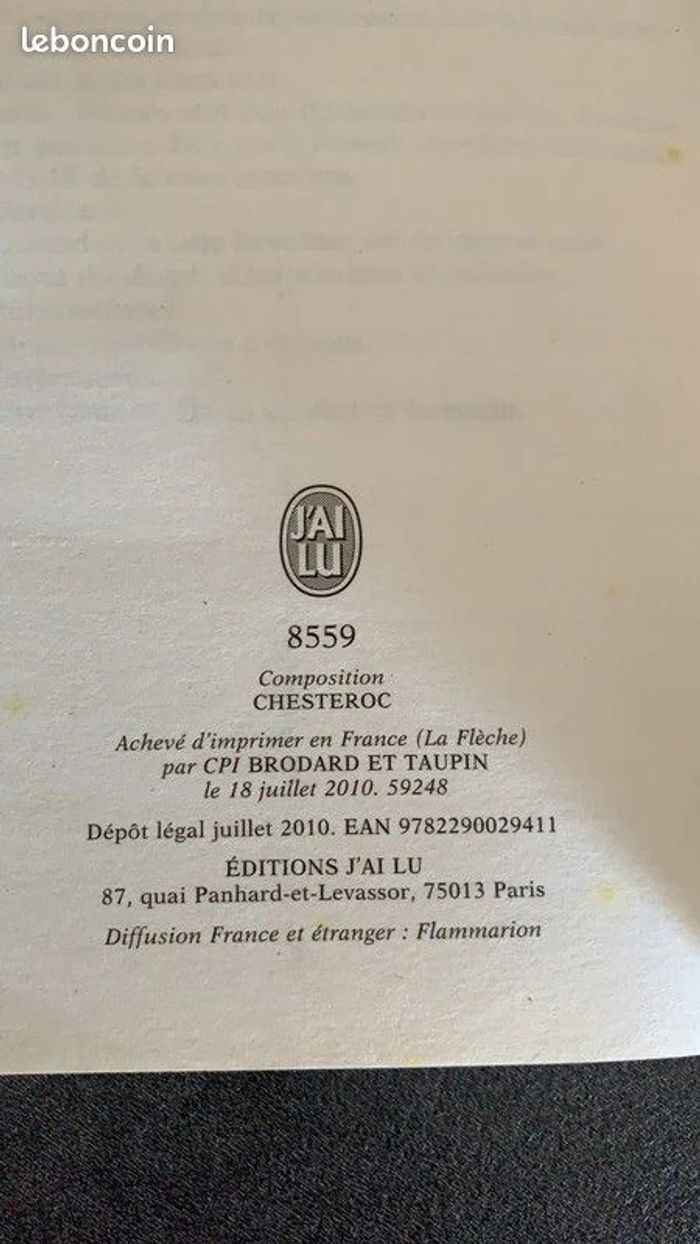 leboncoin
J'AI
LU
8559
Composition
CHESTEROC
Achevé d'imprimer en France (La Flèche)
par CPI BRODARD ET TAUPIN
le 18 juillet 2010. 59248
Dépôt légal juillet 2010. EAN 9782290029411
ÉDITIONS J'AI LU
87, quai Panhard-et-Levassor, 75013 Paris
Diffusion France et étranger : Flammarion